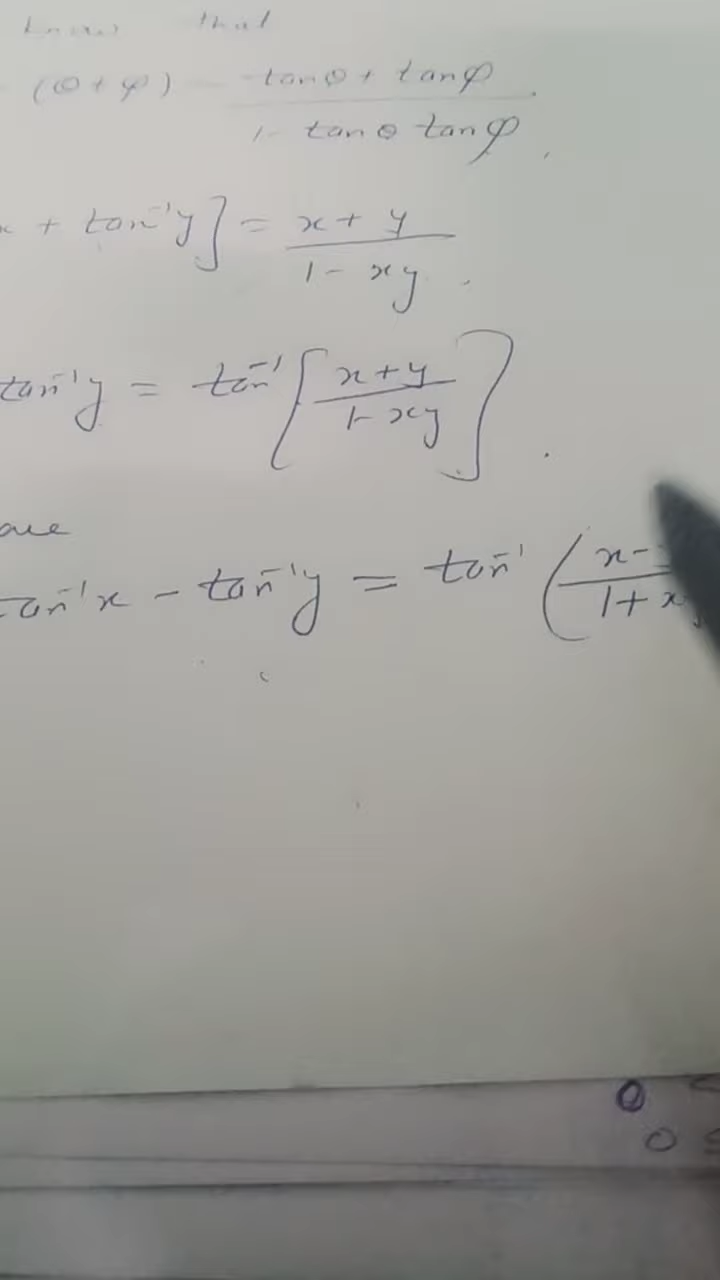 know that
(θ+φ) = tanθ + tanφ / 1 - tanθ tanφ.
x + tan⁻¹y] = x + y / 1 - xy.
tan⁻¹y = tan⁻¹[x+y / 1-xy].
tan⁻¹x - tan⁻¹y = tan⁻¹(x- / 1+x